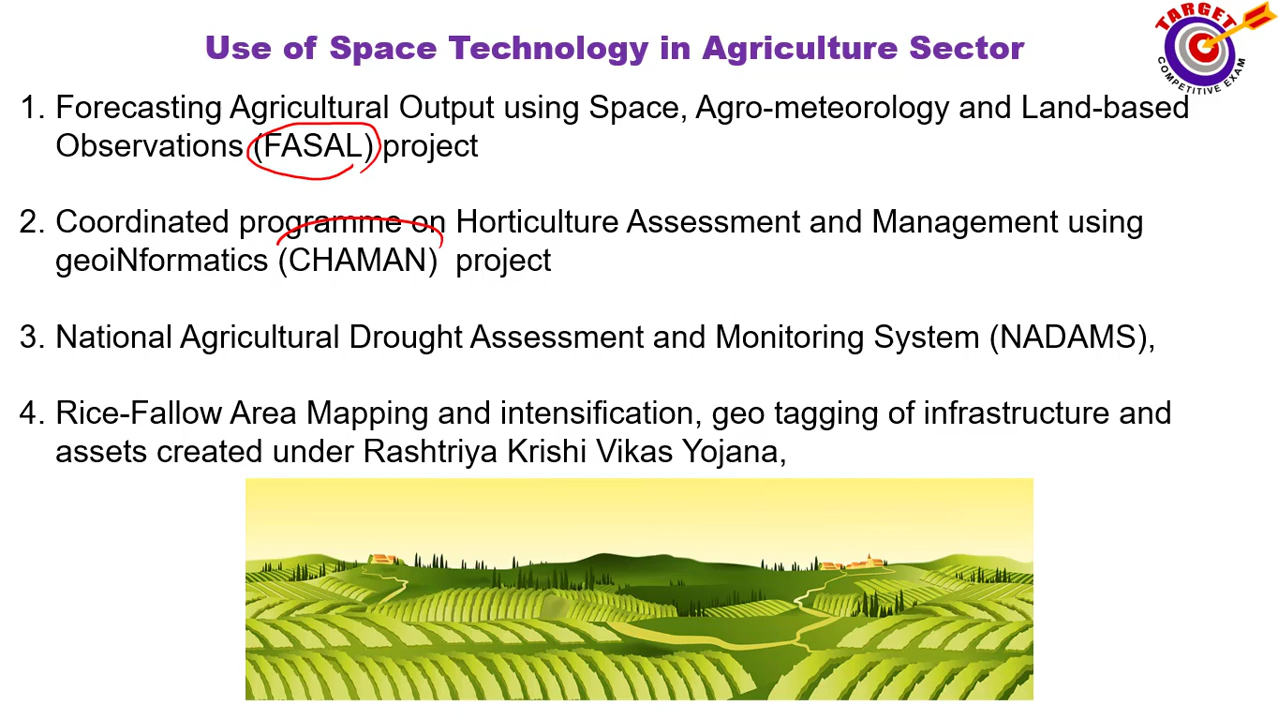 TARGET
COMPETITIVE EXAM
Use of Space Technology in Agriculture Sector
1. Forecasting Agricultural Output using Space, Agro-meteorology and Land-based
Observations (FASAL) project
2. Coordinated programme on Horticulture Assessment and Management using
geoiNformatics (CHAMAN) project
3. National Agricultural Drought Assessment and Monitoring System (NADAMS),
4. Rice-Fallow Area Mapping and intensification, geo tagging of infrastructure and
assets created under Rashtriya Krishi Vikas Yojana,